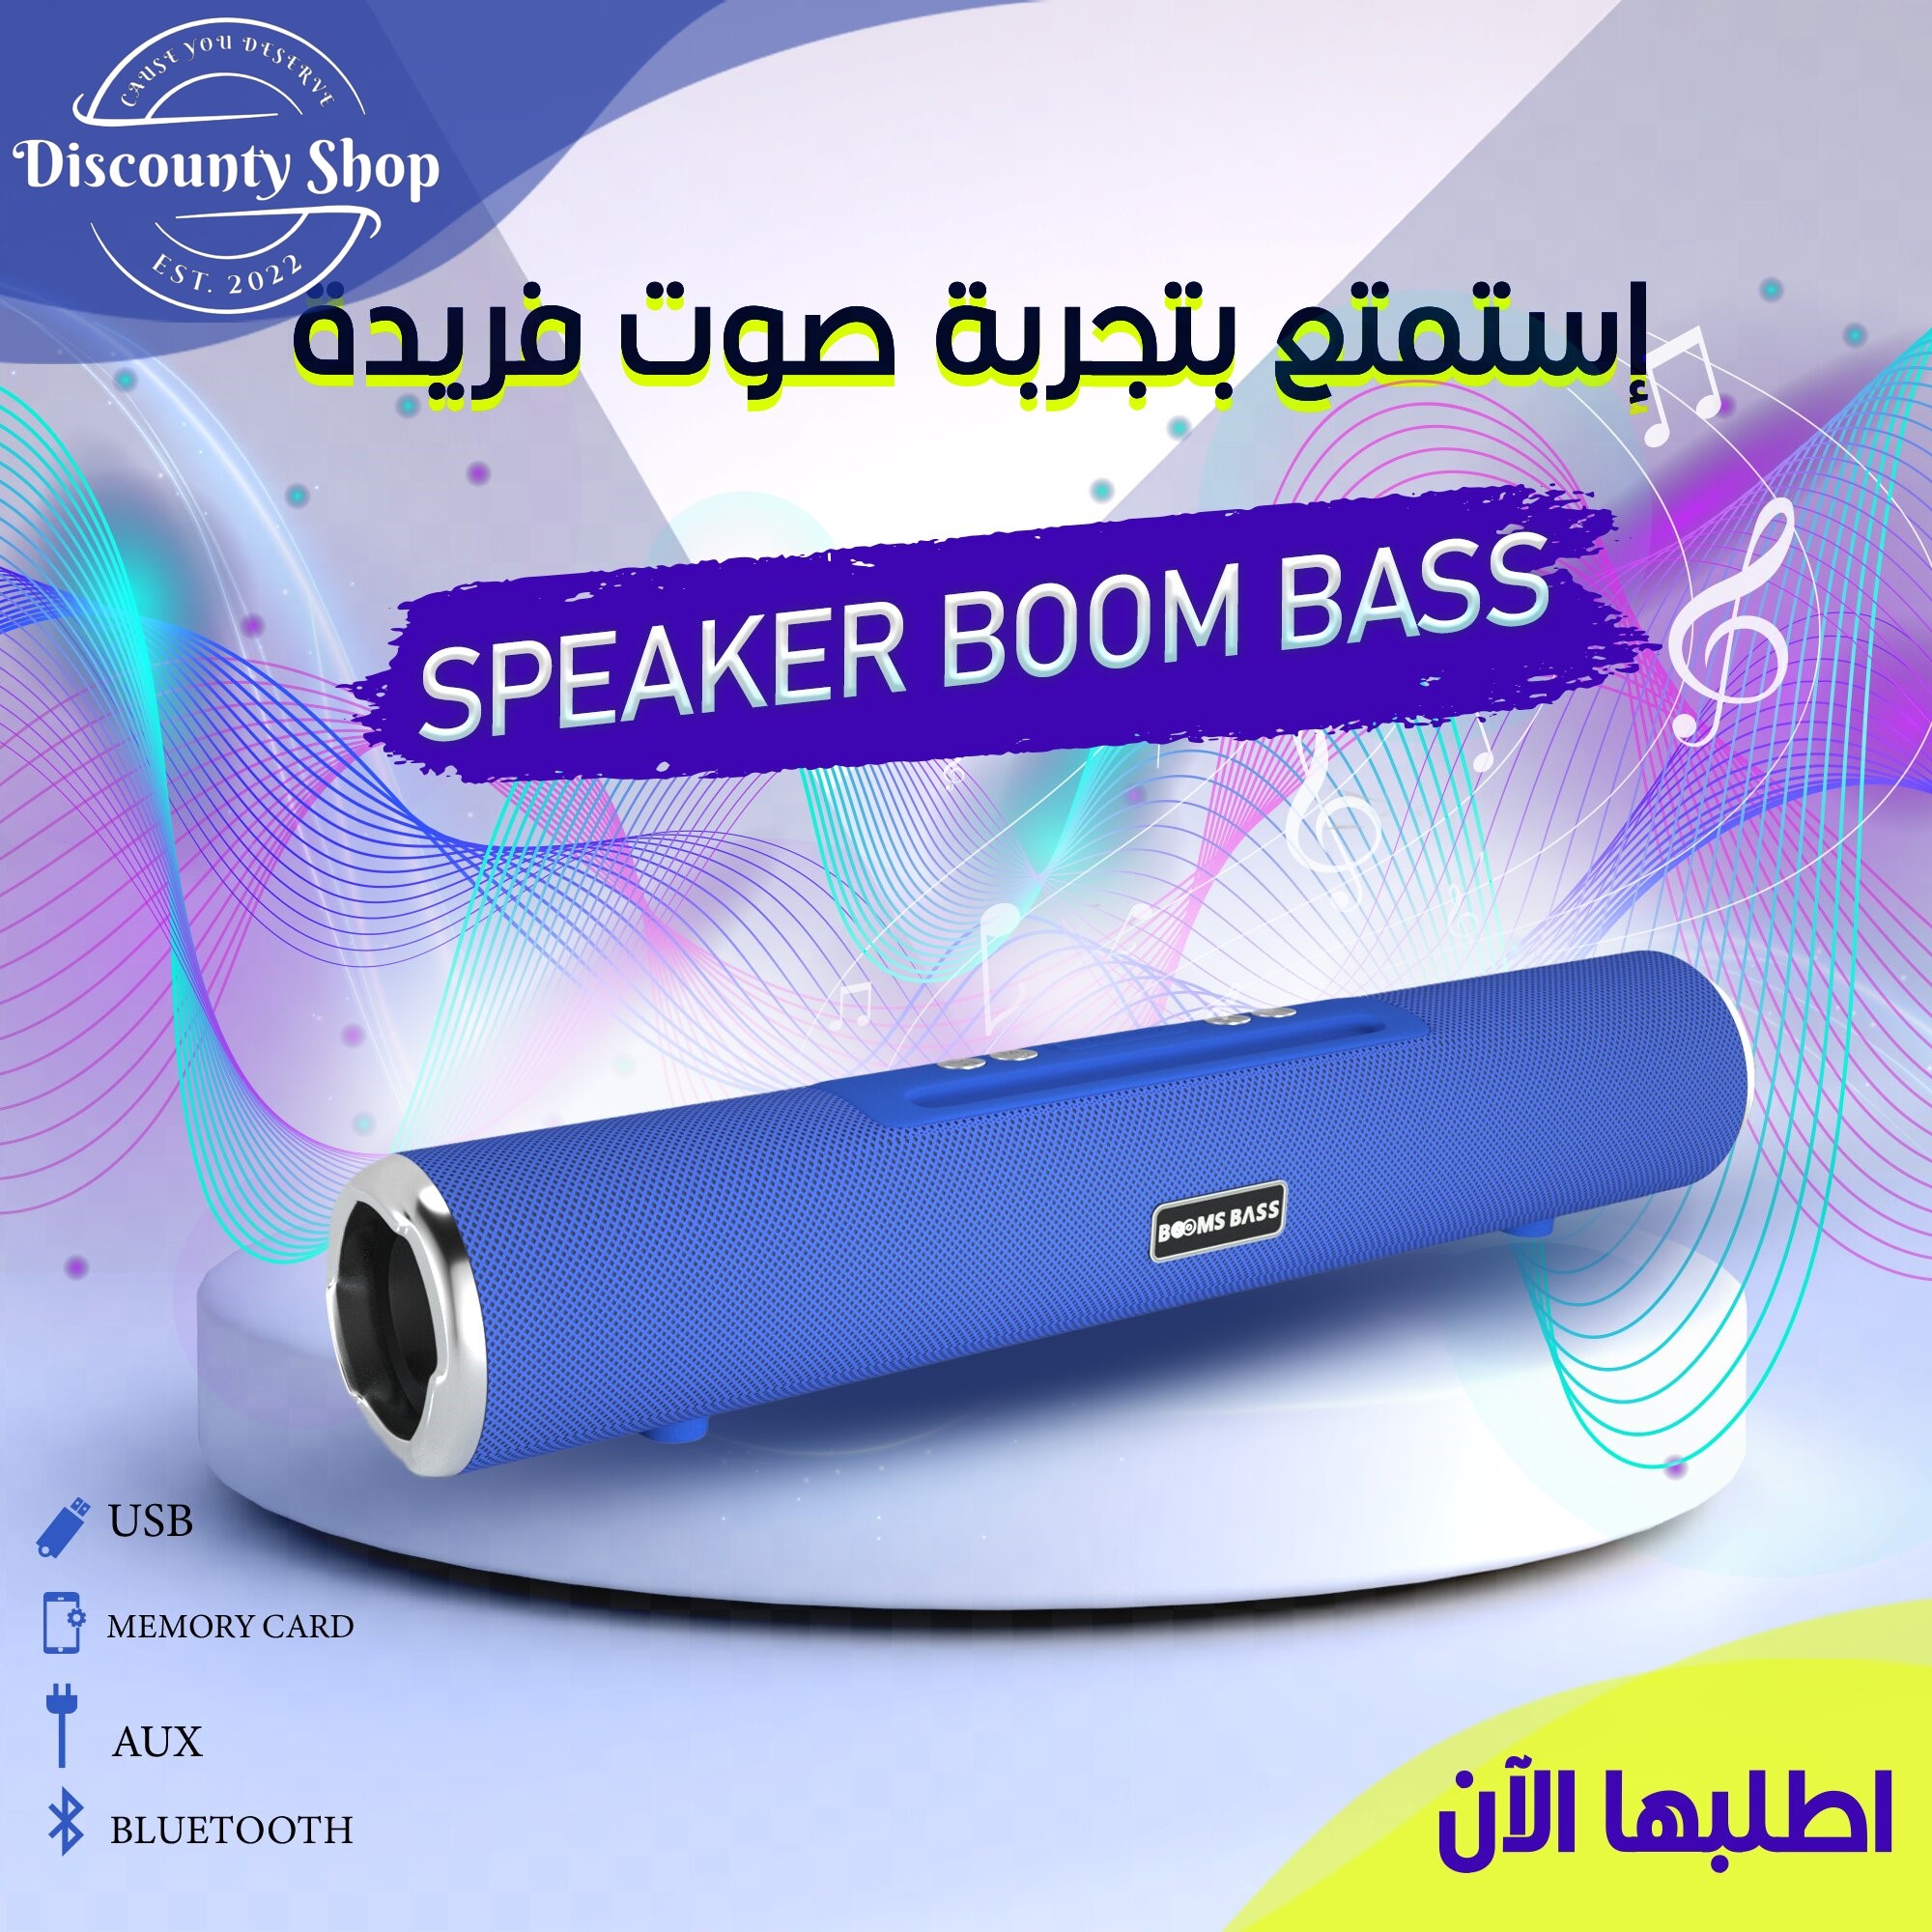 CAUSE YOU DESERVE
Discounty Shop
EST. 2022
إستمتع بتجربة صوت فريدة
SPEAKER BOOM BASS
BOOMS BASS
USB
MEMORY CARD
AUX
BLUETOOTH
اطلبها الآن